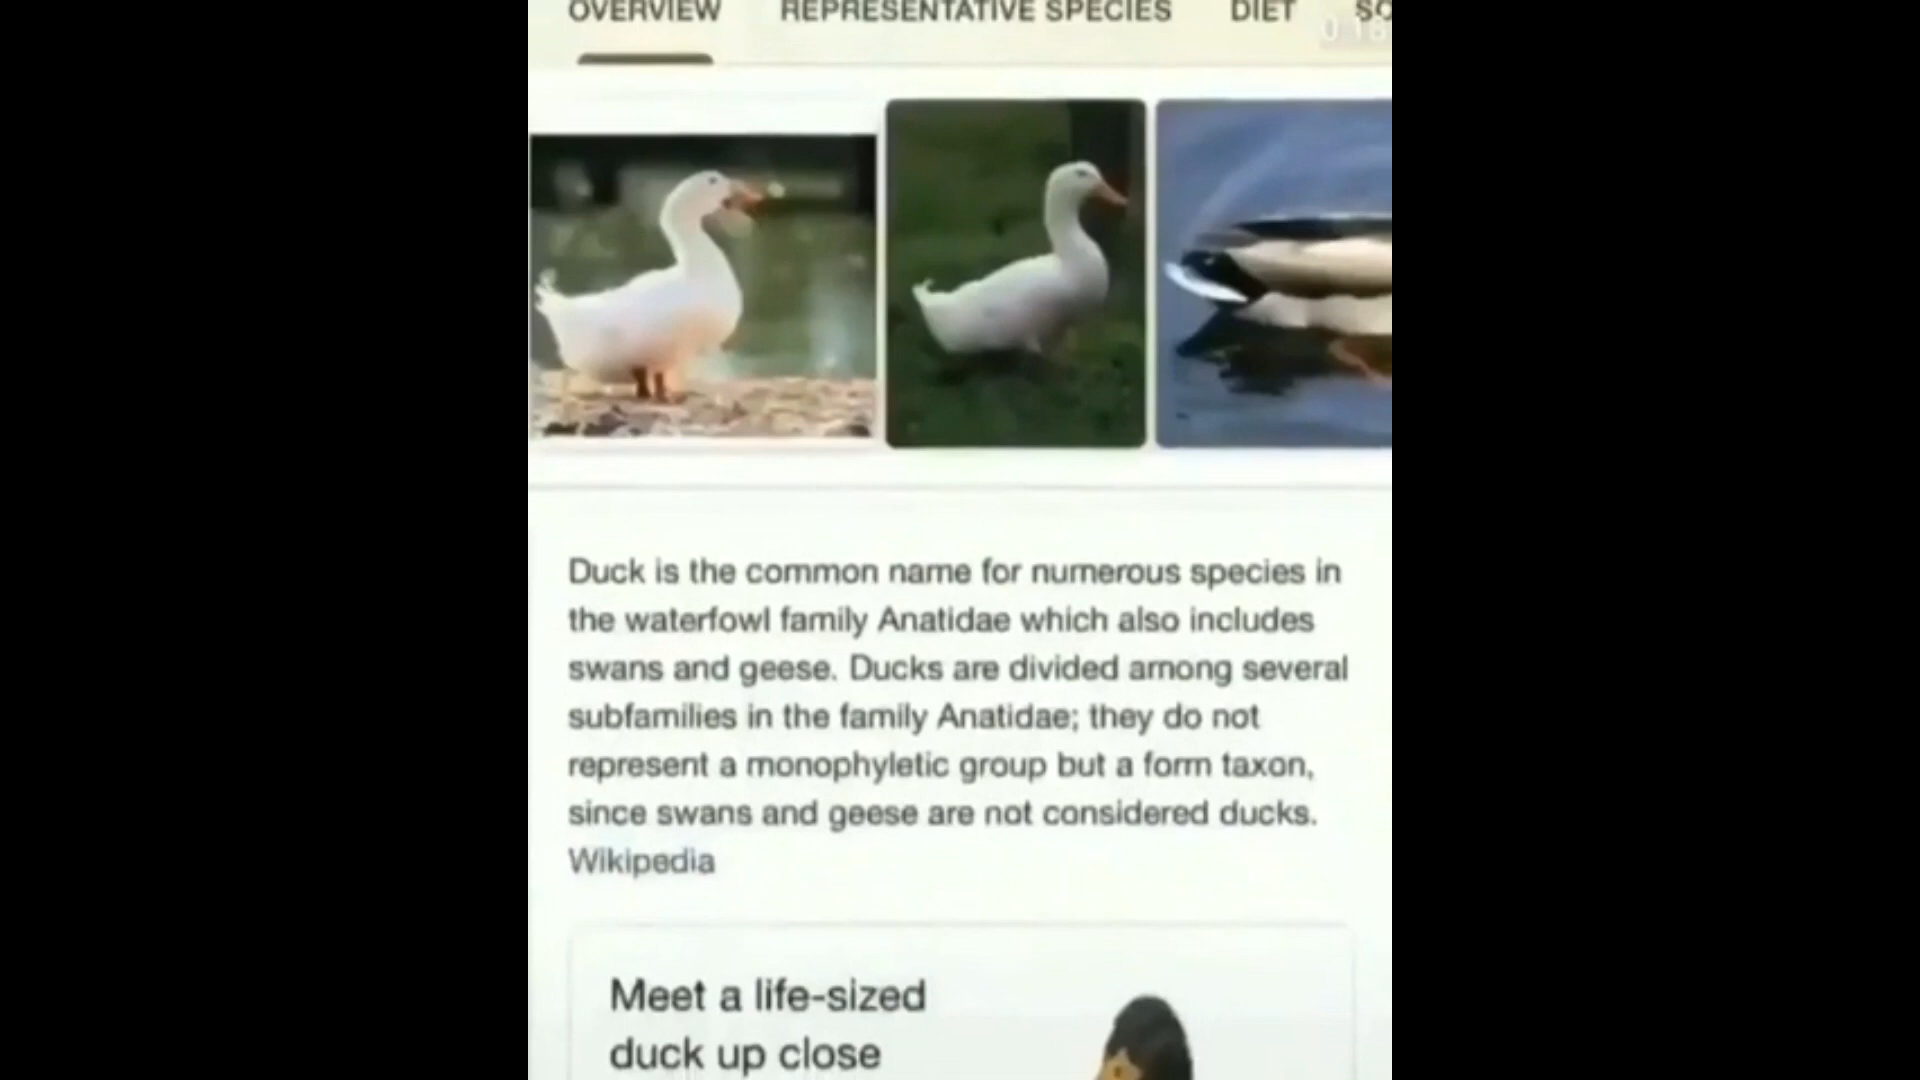 OVERVIEW REPRESENTATIVE SPECIES DIET
Duck is the common name for numerous species in
the waterfowl family Anatidae which also includes
swans and geese. Ducks are divided among several
subfamilies in the family Anatidae; they do not
represent a monophyletic group but a form taxon,
since swans and geese are not considered ducks.
Wikipedia
Meet a life-sized
duck up close